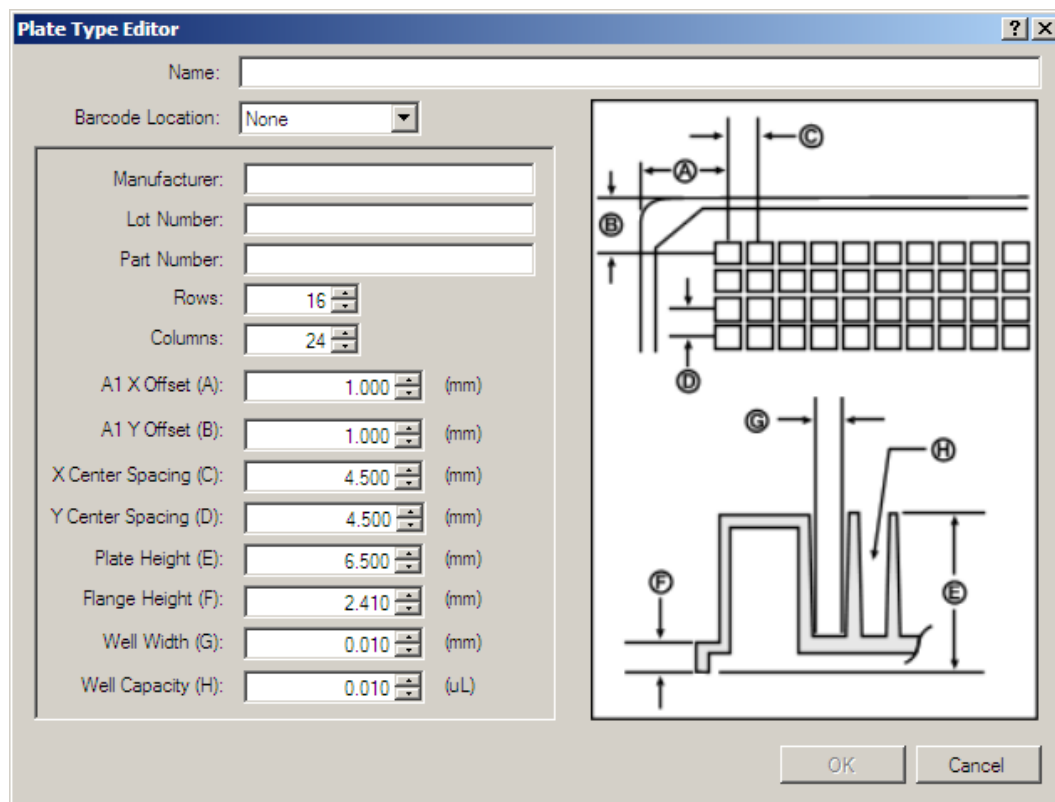 Plate Type Editor
Name:
Barcode Location: None
Manufacturer:
Lot Number:
Part Number:
Rows: 16
Columns: 24
A1 X Offset (A): 1.000 (mm)
A1 Y Offset (B): 1.000 (mm)
X Center Spacing (C): 4.500 (mm)
Y Center Spacing (D): 4.500 (mm)
Plate Height (E): 6.500 (mm)
Flange Height (F): 2.410 (mm)
Well Width (G): 0.010 (mm)
Well Capacity (H): 0.010 (uL)
C
A
B
D
G
H
F
E
OK Cancel